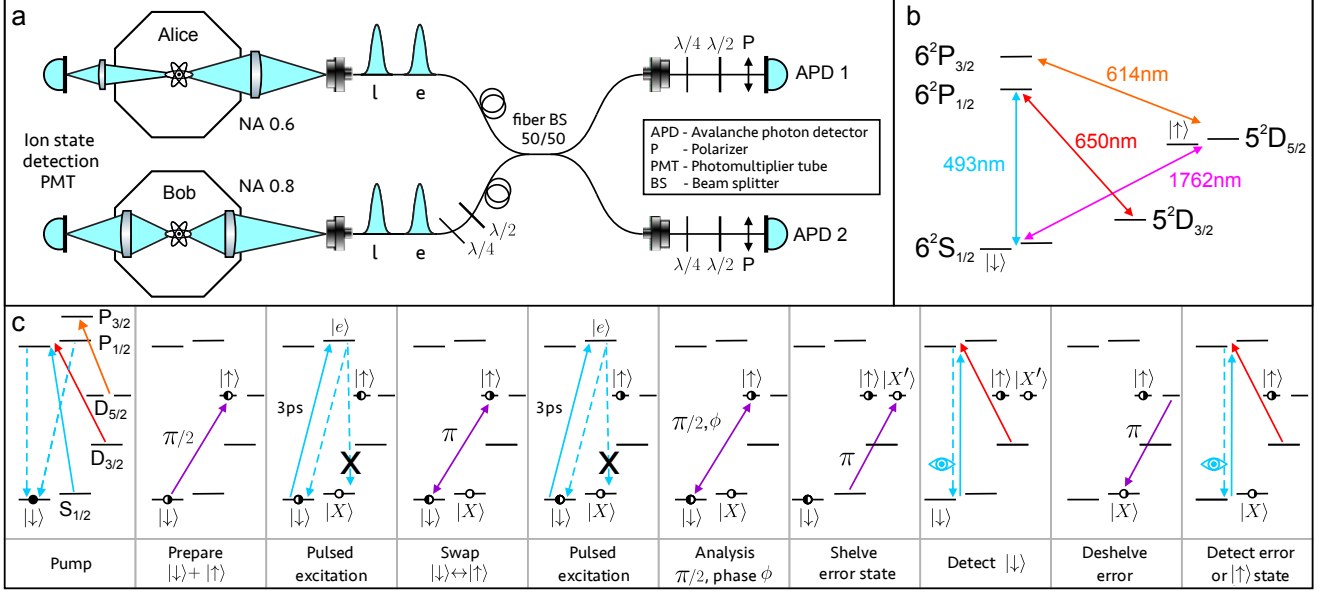 a
Alice
NA 0.6
Ion state
detection
PMT
Bob
NA 0.8
l
e
l
e
λ/4
λ/2
fiber BS
50/50
λ/4
λ/2
P
APD 1
APD - Avalanche photon detector
P - Polarizer
PMT - Photomultiplier tube
BS - Beam splitter
λ/4
λ/2
P
APD 2
b
6²P₃/₂
6²P₁/₂
614nm
|↑⟩
5²D₅/₂
650nm
493nm
1762nm
5²D₃/₂
6²S₁/₂
|↓⟩
c
P₃/₂
P₁/₂
D₅/₂
D₃/₂
S₁/₂
|↓⟩
Pump
|↑⟩
π/2
|↓⟩
Prepare
|↓⟩+ |↑⟩
|e⟩
3ps
|↑⟩
X
|↓⟩
|X⟩
Pulsed
excitation
|↑⟩
π
|↓⟩
|X⟩
Swap
|↓⟩↔|↑⟩
|e⟩
3ps
|↑⟩
X
|↓⟩
|X⟩
Pulsed
excitation
|↑⟩
π/2, ϕ
|↓⟩
|X⟩
Analysis
π/2, phase ϕ
|↑⟩
|X′⟩
π
|↓⟩
Shelve
error state
|↑⟩
|X′⟩
|↓⟩
Detect |↓⟩
|↑⟩
π
|X⟩
Deshelve
error
|↑⟩
|X⟩
Detect error
or |↑⟩ state